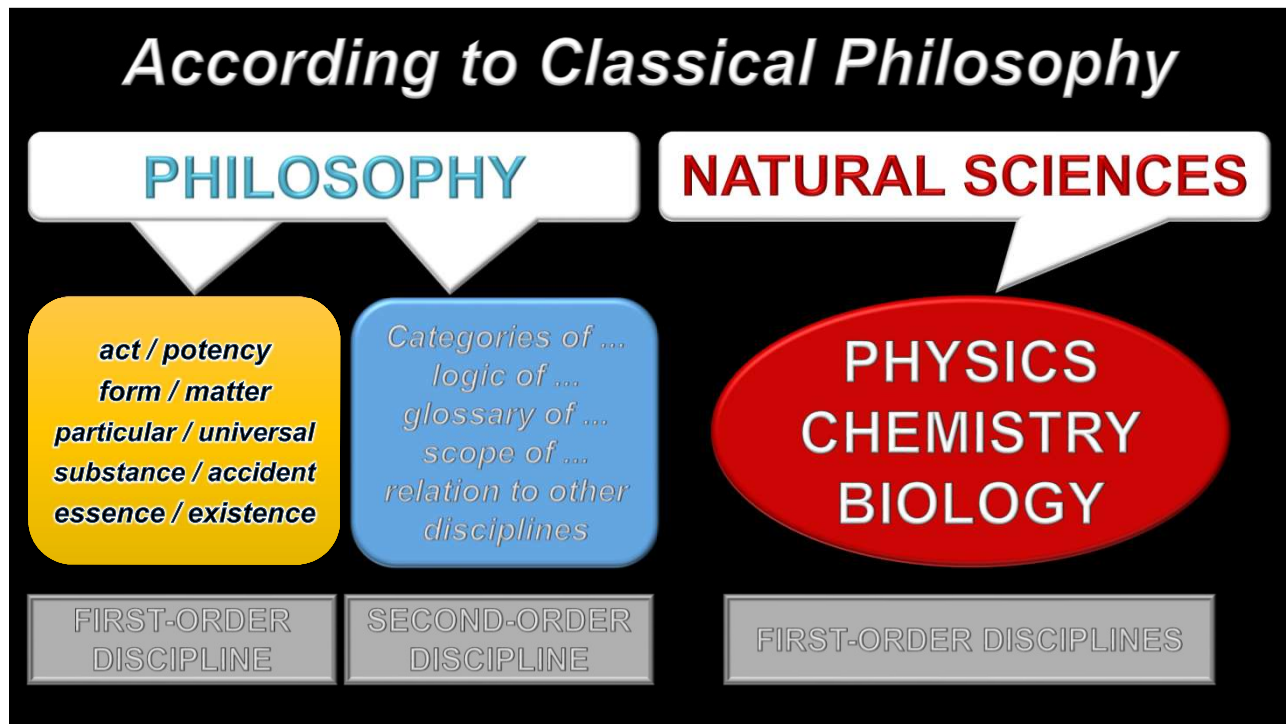 According to Classical Philosophy
PHILOSOPHY
NATURAL SCIENCES
act / potency
form / matter
particular / universal
substance / accident
essence / existence
Categories of ...
logic of ...
glossary of ...
scope of ...
relation to other
disciplines
PHYSICS
CHEMISTRY
BIOLOGY
FIRST-ORDER
DISCIPLINE
SECOND-ORDER
DISCIPLINE
FIRST-ORDER DISCIPLINES